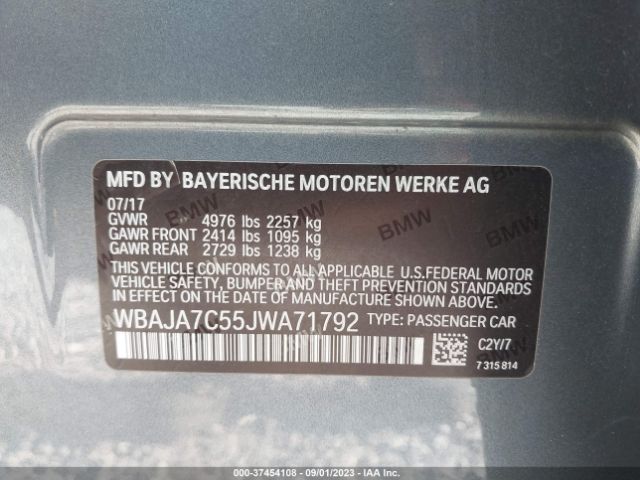 MFD BY BAYERISCHE MOTOREN WERKE AG
07/17
GVWR 4976 lbs 2257 kg
GAWR FRONT 2414 lbs 1095 kg
GAWR REAR 2729 lbs 1238 kg
THIS VEHICLE CONFORMS TO ALL APPLICABLE U.S.FEDERAL MOTOR
VEHICLE SAFETY, BUMPER, AND THEFT PREVENTION STANDARDS
IN EFFECT ON THE DATE OF MANUFACTURE SHOWN ABOVE.
WBAJA7C55JWA71792 TYPE: PASSENGER CAR
C2Y/7
7 315 814
000-37454108 - 09/01/2023 - IAA Inc.